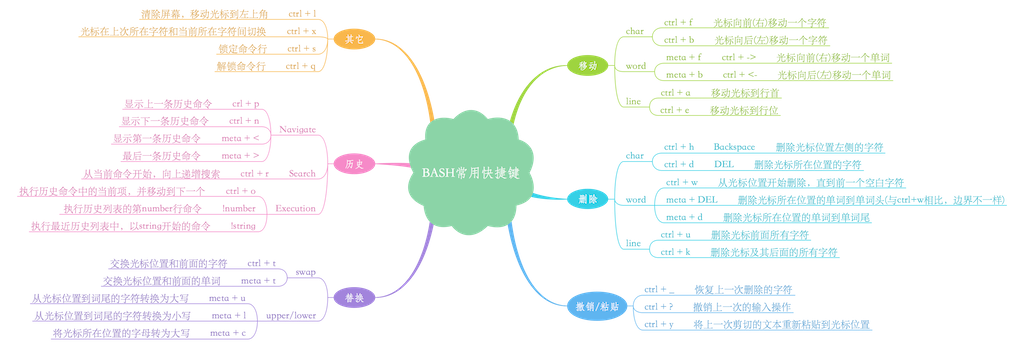 BASH常用快捷键
移动
char
ctrl + f 光标向前(右)移动一个字符
ctrl + b 光标向后(左)移动一个字符
word
meta + f ctrl + -> 光标向前(右)移动一个单词
meta + b ctrl + <- 光标向后(左)移动一个单词
line
ctrl + a 移动光标到行首
ctrl + e 移动光标到行位
删除
char
ctrl + h Backspace 删除光标位置左侧的字符
ctrl + d DEL 删除光标所在位置的字符
word
ctrl + w 从光标位置开始删除，直到前一个空白字符
meta + DEL 删除光标所在位置的单词到单词头(与ctrl+w相比，边界不一样)
meta + d 删除光标所在位置的单词到单词尾
line
ctrl + u 删除光标前面所有字符
ctrl + k 删除光标及其后面的所有字符
撤销/粘贴
ctrl + _ 恢复上一次删除的字符
ctrl + ? 撤销上一次的输入操作
ctrl + y 将上一次剪切的文本重新粘贴到光标位置
其它
清除屏幕，移动光标到左上角 ctrl + l
光标在上次所在字符和当前所在字符间切换 ctrl + x
锁定命令行 ctrl + s
解锁命令行 ctrl + q
历史
Navigate
显示上一条历史命令 crl + p
显示下一条历史命令 ctrl + n
显示第一条历史命令 meta + <
最后一条历史命令 meta + >
Search
从当前命令开始，向上递增搜索 ctrl + r
Execution
执行历史命令中的当前项，并移动到下一个 ctrl + o
执行历史列表的第number行命令 !number
执行最近历史列表中，以string开始的命令 !string
替换
swap
交换光标位置和前面的字符 ctrl + t
交换光标位置和前面的单词 meta + t
upper/lower
从光标位置到词尾的字符转换为大写 meta + u
从光标位置到词尾的字符转换为小写 meta + l
将光标所在位置的字母转为大写 meta + c